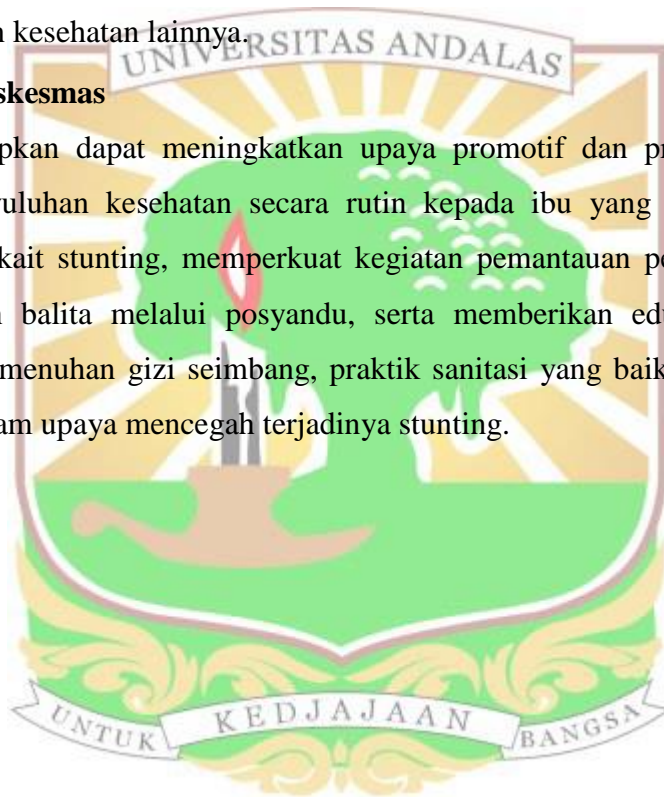 n kesehatan lainnya.
UNIVERSITAS ANDALAS
skesmas
pkan dapat meningkatkan upaya promotif dan pr
yuluhan kesehatan secara rutin kepada ibu yang
kait stunting, memperkuat kegiatan pemantauan pe
n balita melalui posyandu, serta memberikan edu
menuhan gizi seimbang, praktik sanitasi yang baik
am upaya mencegah terjadinya stunting.
UNTUK KEDJAJAAN BANGSA